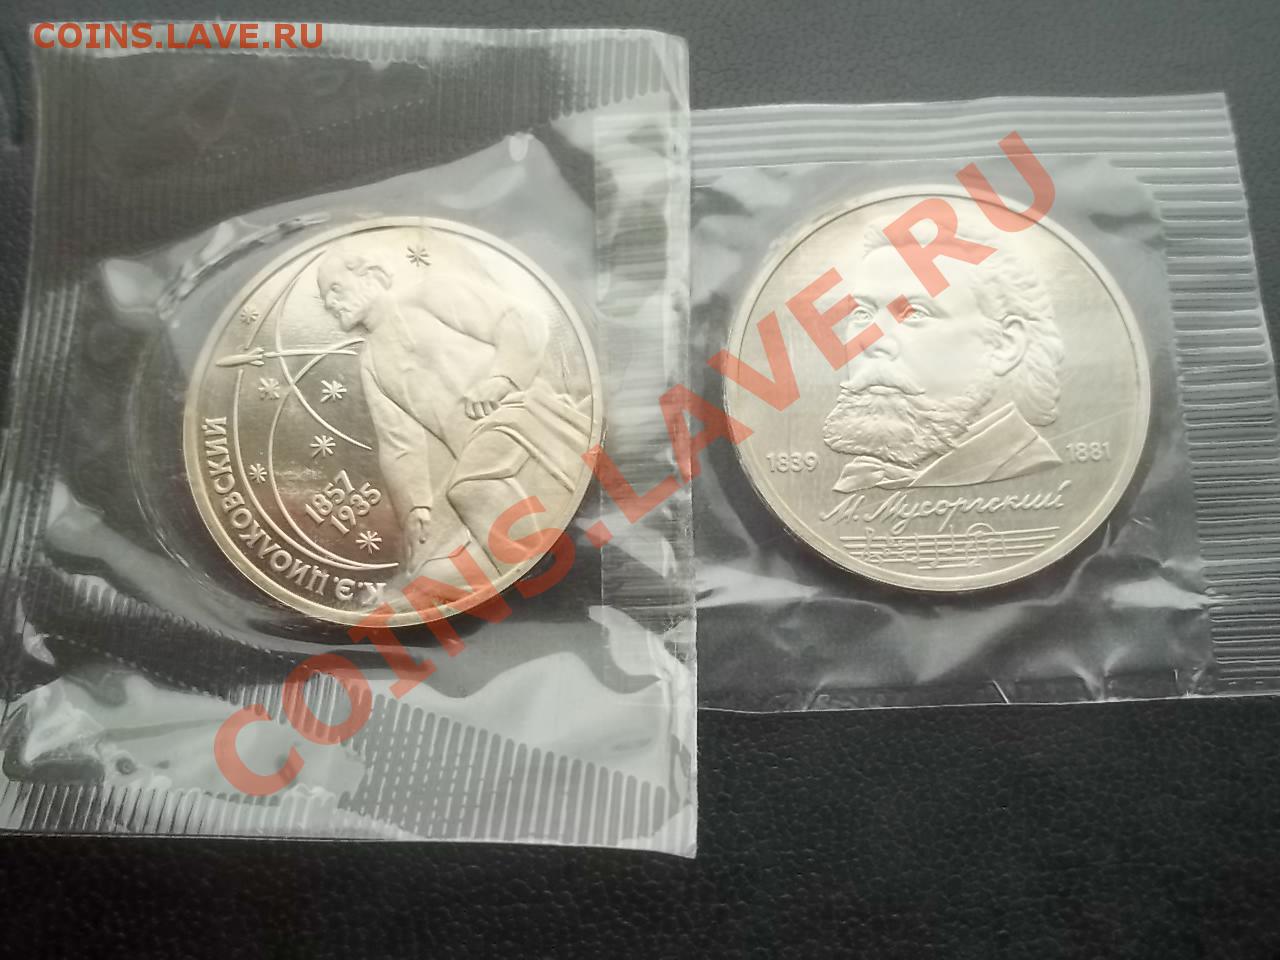 COINS.LAVE.RU
К.Э.ЦИОЛКОВСКИЙ
1857
1935
1839
1881
М. Мусоргский
COINS.LAVE.RU